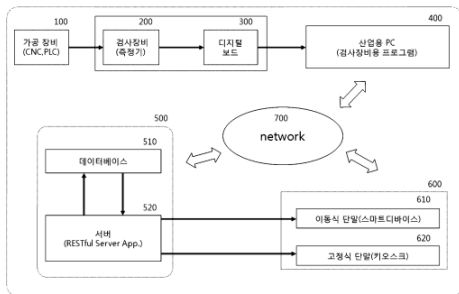 100
200
300
400
가공 장비
(CNC,PLC)
검사장비
(측정기)
디지털
보드
산업용 PC
(검사장비용 프로그램)
500
700
network
510
데이터베이스
600
520
610
서버
(RESTful Server App.)
이동식 단말(스마트디바이스)
620
고정식 단말(키오스크)